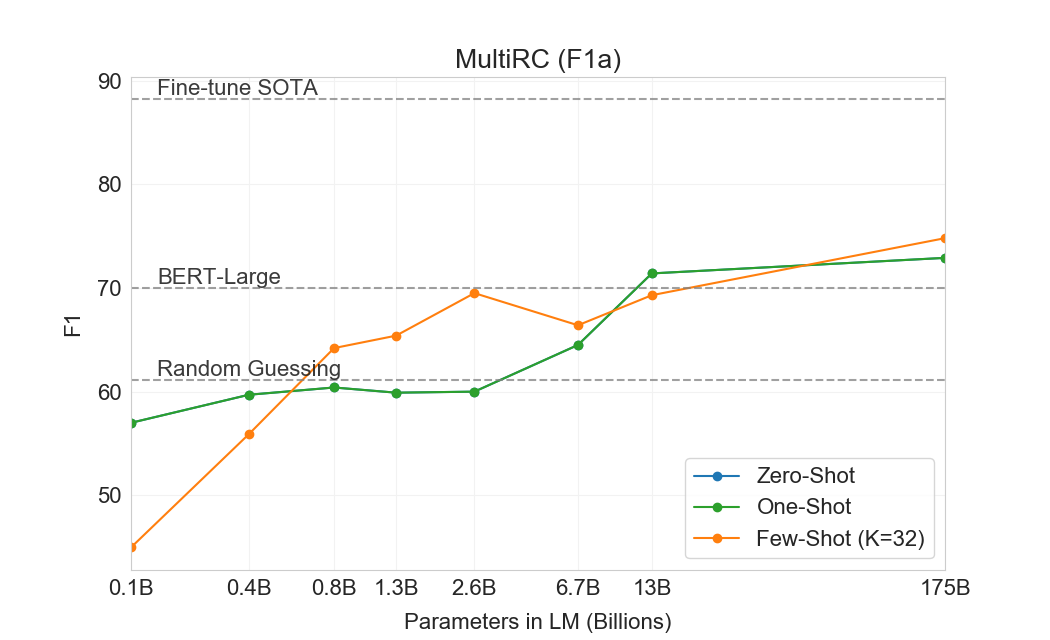 MultiRC (F1a)
90
Fine-tune SOTA
80
BERT-Large
70
F1
Random Guessing
60
50
Zero-Shot
One-Shot
Few-Shot (K=32)
0.1B 0.4B 0.8B 1.3B 2.6B 6.7B 13B 175B
Parameters in LM (Billions)